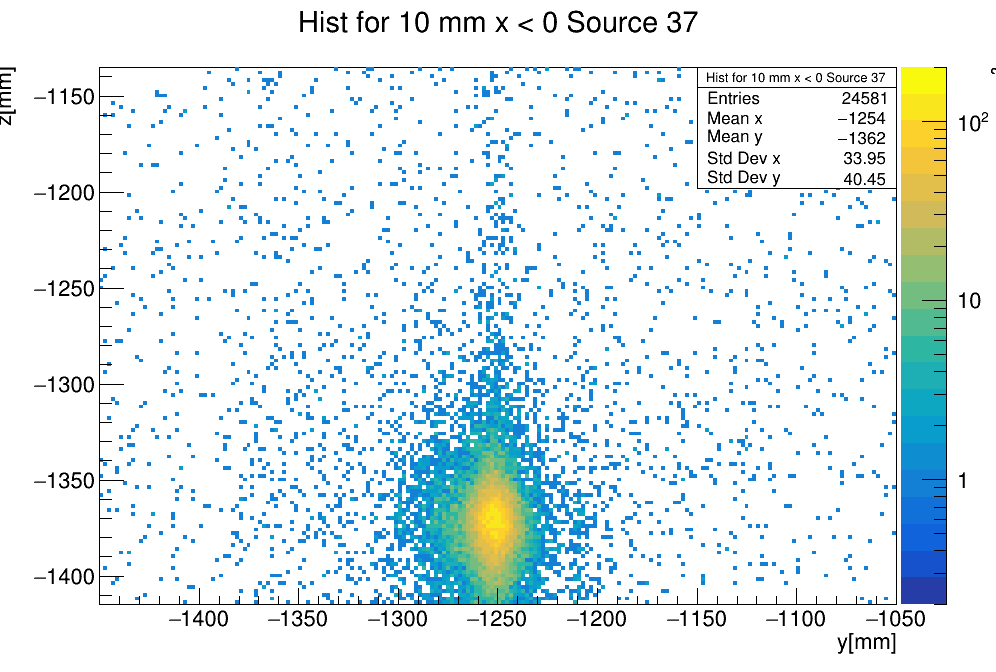 Hist for 10 mm x < 0 Source 37
z[mm]
−1150
−1200
−1250
−1300
−1350
−1400
Hist for 10 mm x < 0 Source 37
Entries 24581
Mean x −1254
Mean y −1362
Std Dev x 33.95
Std Dev y 40.45
10²
10
1
−1400 −1350 −1300 −1250 −1200 −1150 −1100 −1050
y[mm]